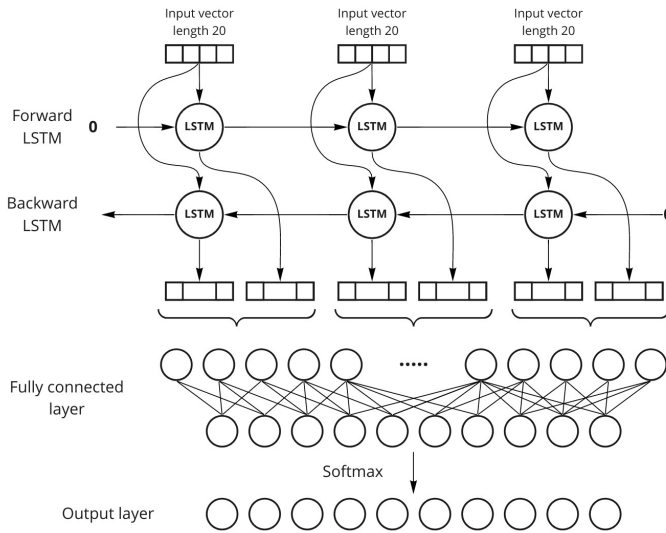 Input vector
length 20
Input vector
length 20
Input vector
length 20
Forward
LSTM
0
LSTM
LSTM
LSTM
Backward
LSTM
LSTM
LSTM
LSTM
Fully connected
layer
Softmax
Output layer